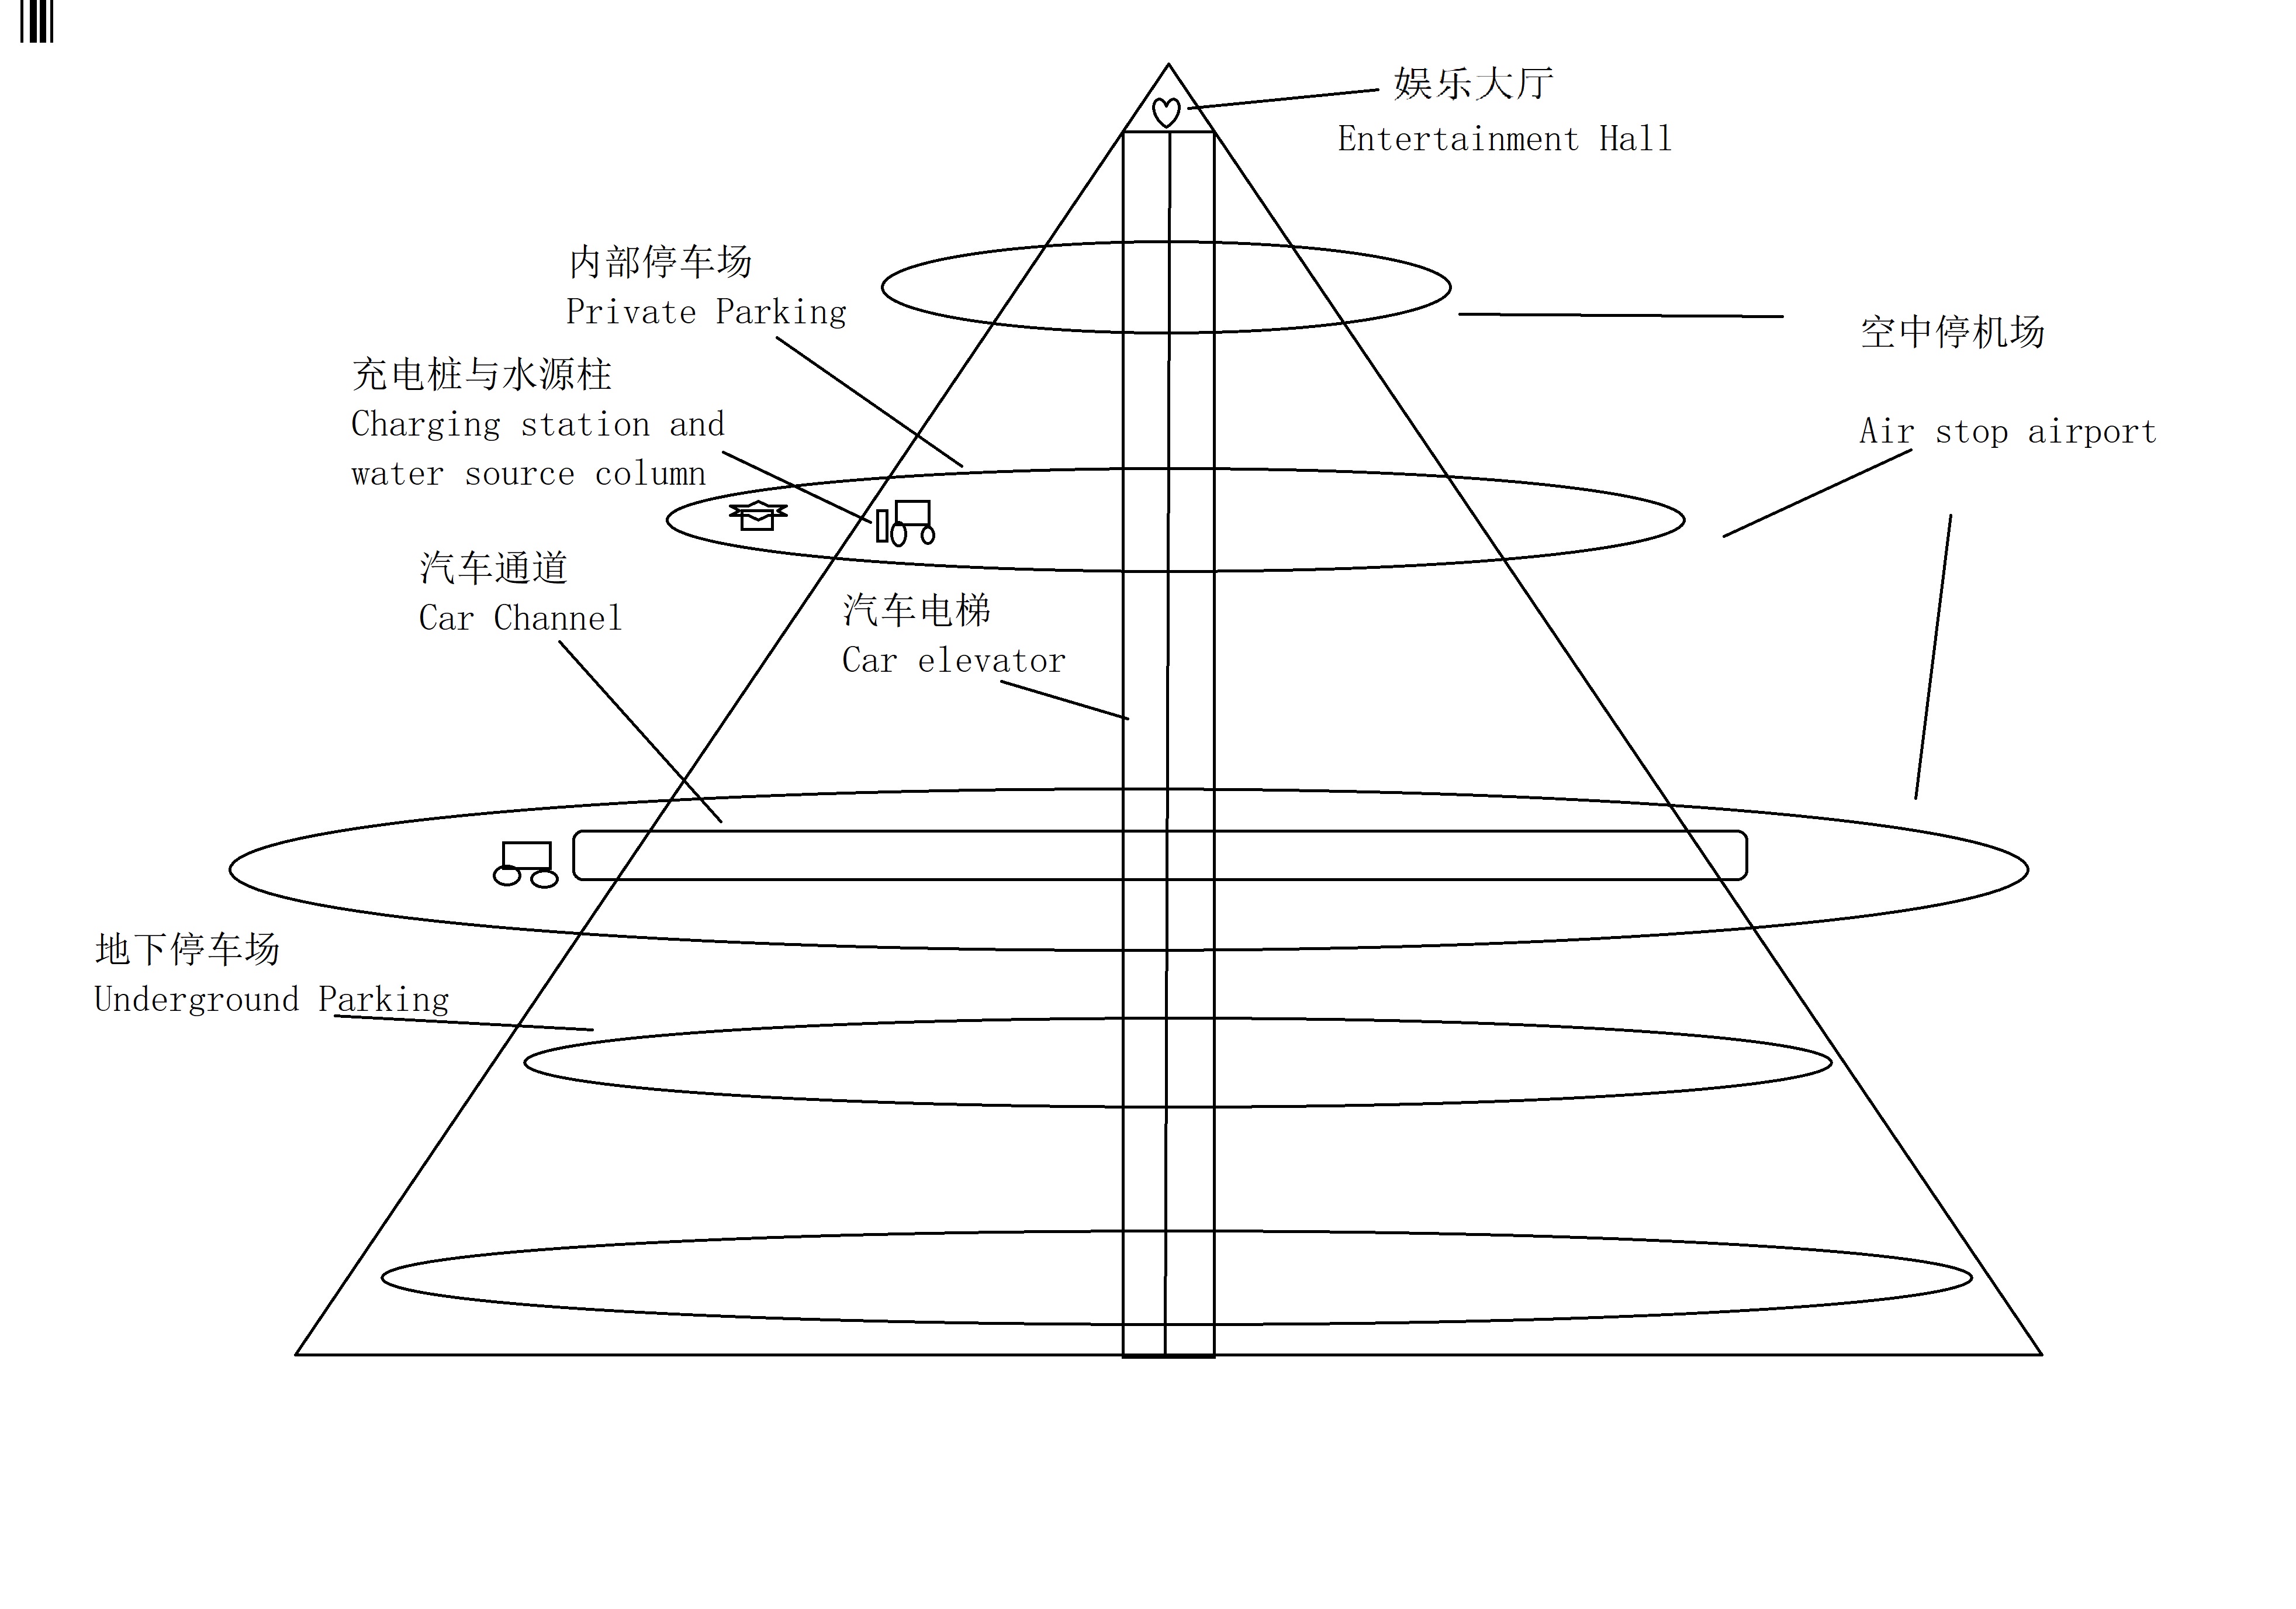 娱乐大厅
Entertainment Hall
内部停车场
Private Parking
空中停机场
Air stop airport
充电桩与水源柱
Charging station and
water source column
汽车通道
Car Channel
汽车电梯
Car elevator
地下停车场
Underground Parking